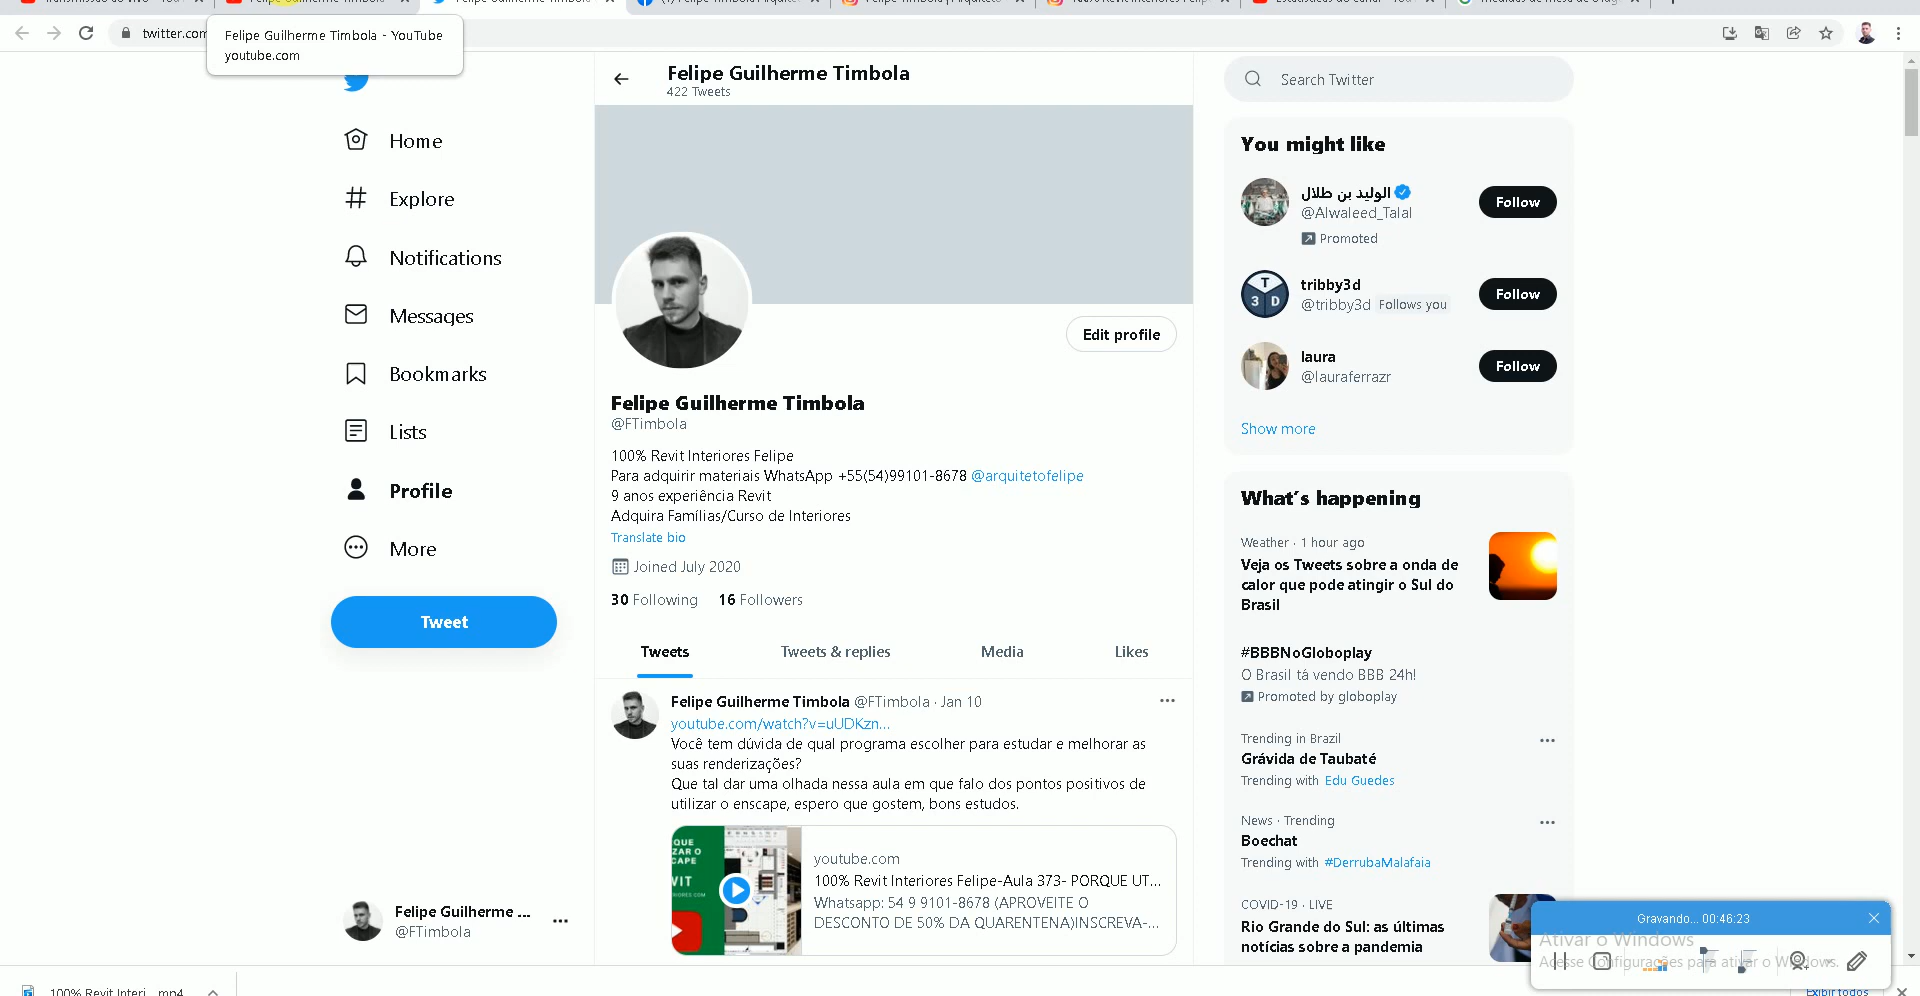 Felipe Guilherme Timbola - YouTube
youtube.com
Felipe Guilherme Timbola
422 Tweets
Home
Explore
Notifications
Messages
Bookmarks
Lists
Profile
More
Tweet
Felipe Guilherme ...
@FTimbola
Edit profile
Felipe Guilherme Timbola
@FTimbola
100% Revit Interiores Felipe
Para adquirir materiais WhatsApp +55(54)99101-8678 @arquitetofelipe
9 anos experiência Revit
Adquira Famílias/Curso de Interiores
Translate bio
Joined July 2020
30 Following 16 Followers
Tweets Tweets & replies Media Likes
Felipe Guilherme Timbola @FTimbola · Jan 10
youtube.com/watch?v=uUDKzn...
Você tem dúvida de qual programa escolher para estudar e melhorar as
suas renderizações?
Que tal dar uma olhada nessa aula em que falo dos pontos positivos de
utilizar o enscape, espero que gostem, bons estudos.
youtube.com
100% Revit Interiores Felipe-Aula 373- PORQUE UT...
Whatsapp: 54 9 9101-8678 (APROVEITE O
DESCONTO DE 50% DA QUARENTENA)INSCREVA-...
Search Twitter
You might like
الوليد بن طلال
@Alwaleed_Talal
Promoted
Follow
tribby3d
@tribby3d Follows you
Follow
laura
@lauraferrazr
Follow
Show more
What's happening
Weather · 1 hour ago
Veja os Tweets sobre a onda de
calor que pode atingir o Sul do
Brasil
#BBBNoGloboplay
O Brasil tá vendo BBB 24h!
Promoted by globoplay
Trending in Brazil
Grávida de Taubaté
Trending with Edu Guedes
News · Trending
Boechat
Trending with #DerrubaMalafaia
COVID-19 · LIVE
Rio Grande do Sul: as últimas
notícias sobre a pandemia
Gravando... 00:46:23
Ativar o Windows
Acesse Configurações para ativar o Windows.
100% Revit Interi....mp4
Exibir todos